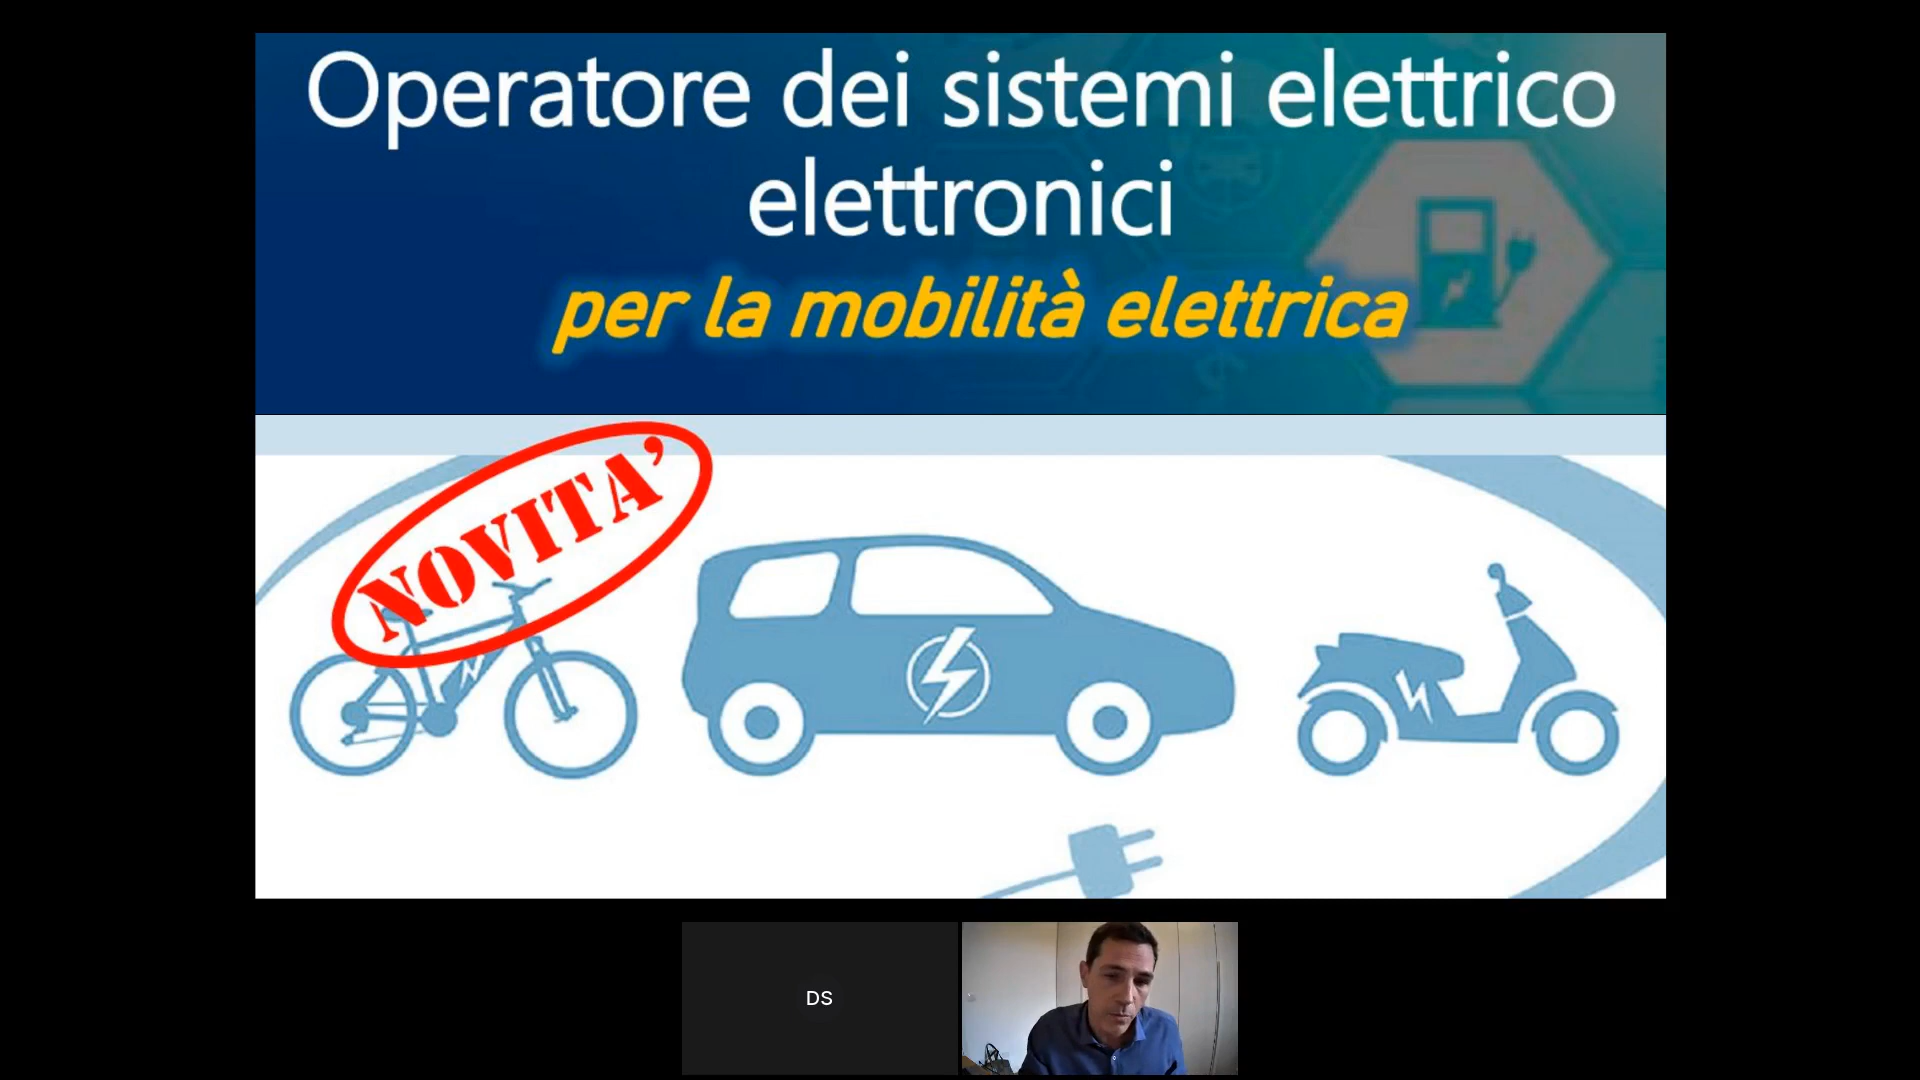 Operatore dei sistemi elettrico
elettronici
per la mobilità elettrica
NOVITA’
DS